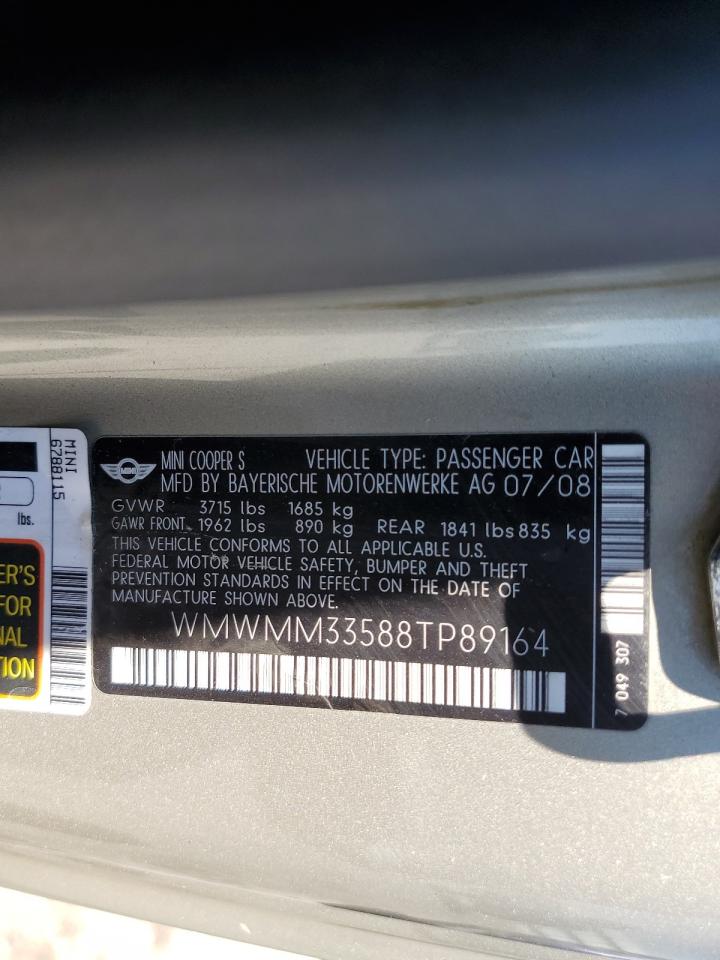 MINI COOPER S VEHICLE TYPE: PASSENGER CAR
MINI
MFD BY BAYERISCHE MOTORENWERKE AG 07/08
GVWR 3715 lbs 1685 kg
GAWR FRONT 1962 lbs 890 kg REAR 1841 lbs 835 kg
THIS VEHICLE CONFORMS TO ALL APPLICABLE U.S.
FEDERAL MOTOR VEHICLE SAFETY, BUMPER AND THEFT
PREVENTION STANDARDS IN EFFECT ON THE DATE OF
MANUFACTURE SHOWN ABOVE.
WMWMM33588TP89164
7 049 307
MINI
6788115
lbs.
ER'S
FOR
NAL
TION